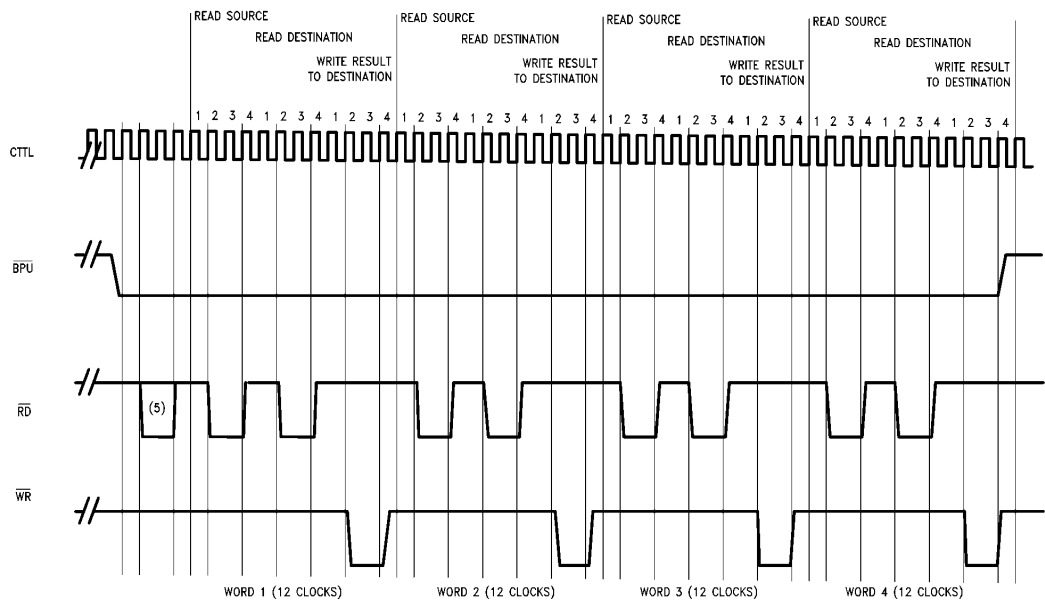 READ SOURCE READ SOURCE READ SOURCE READ SOURCE
READ DESTINATION READ DESTINATION READ DESTINATION READ DESTINATION
WRITE RESULT WRITE RESULT WRITE RESULT WRITE RESULT
TO DESTINATION TO DESTINATION TO DESTINATION TO DESTINATION
1 2 3 4 1 2 3 4 1 2 3 4 1 2 3 4 1 2 3 4 1 2 3 4 1 2 3 4 1 2 3 4 1 2 3 4 1 2 3 4 1 2 3 4 1 2 3 4
CTTL
BPU
(5)
RD
WR
WORD 1 (12 CLOCKS) WORD 2 (12 CLOCKS) WORD 3 (12 CLOCKS) WORD 4 (12 CLOCKS)